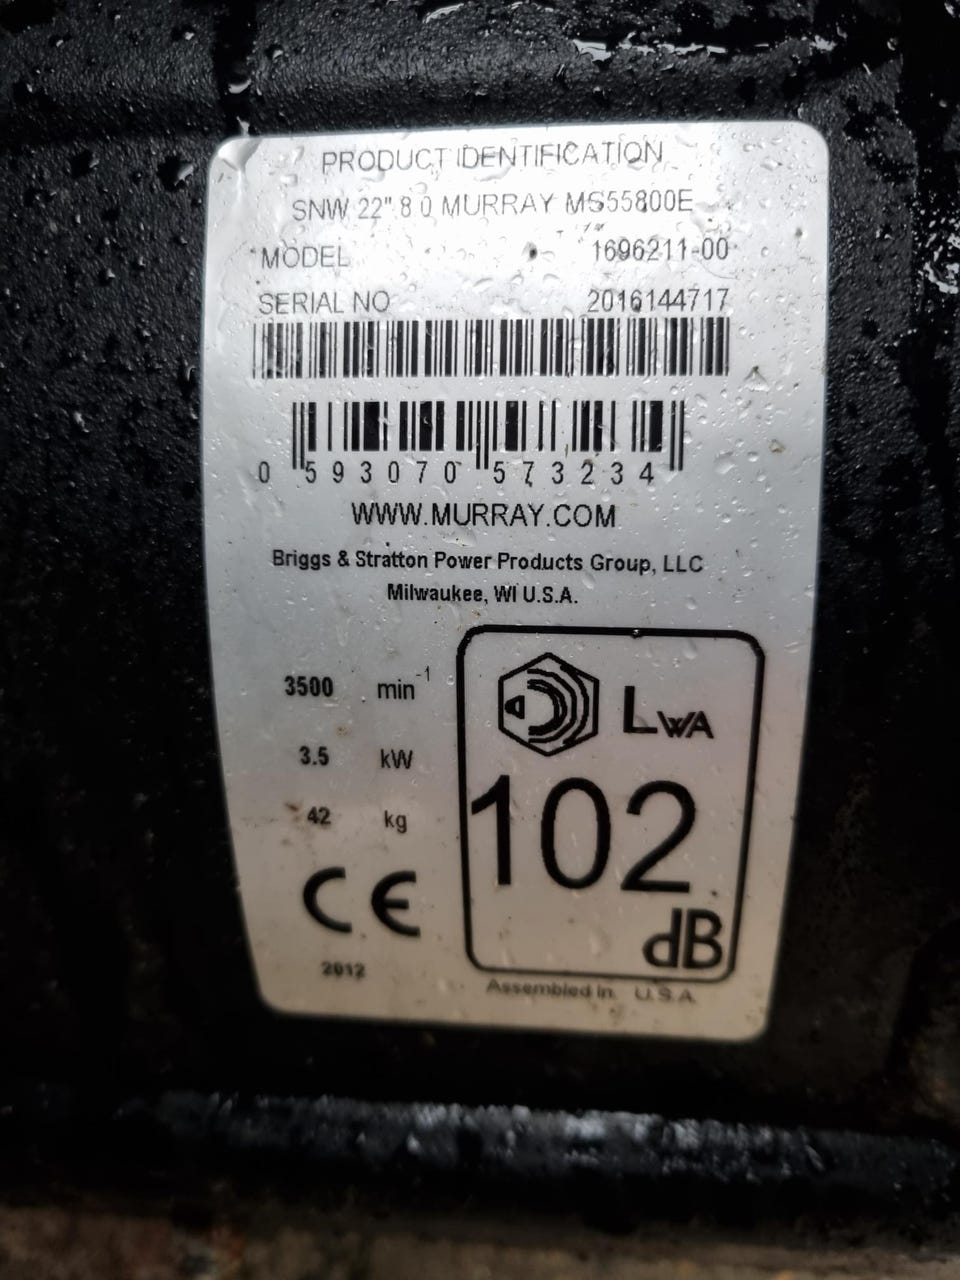 PRODUCT IDENTIFICATION
SNW 22" 8.0 MURRAY MS55800E
MODEL 1696211-00
SERIAL NO 2016144717
0 593070 573234
WWW.MURRAY.COM
Briggs & Stratton Power Products Group, LLC
Milwaukee, WI U.S.A.
3500 min-1
3.5 kW
42 kg
LWA
102
dB
CE
2012
Assembled in U.S.A.